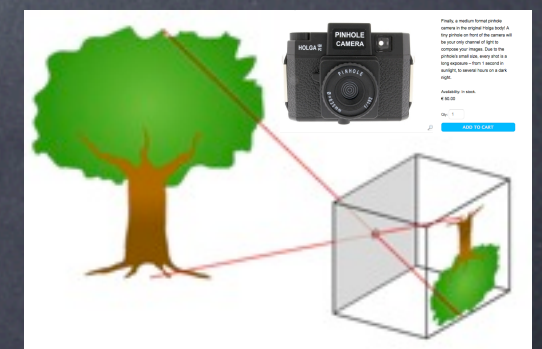 PINHOLE
CAMERA
HOLGA
PINHOLE
Finally, a medium format pinhole
camera in the original Holga body! A
tiny pinhole on front of the camera will
be your only channel of light to
compose your images. Due to the
pinhole's small size, every shot is a
long exposure – from 1 second in
sunlight, to several hours on a dark
night.
Availability: In stock.
Qty: 1
ADD TO CART